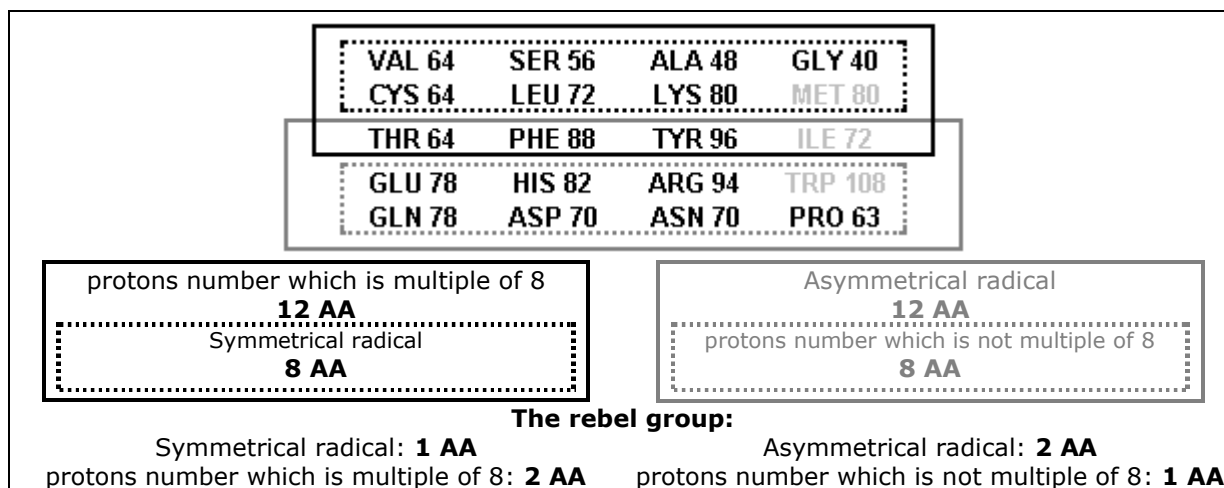 VAL 64 SER 56 ALA 48 GLY 40
CYS 64 LEU 72 LYS 80 MET 80
THR 64 PHE 88 TYR 96 ILE 72
GLU 78 HIS 82 ARG 94 TRP 108
GLN 78 ASP 70 ASN 70 PRO 63
protons number which is multiple of 8
12 AA
Symmetrical radical
8 AA
Asymmetrical radical
12 AA
protons number which is not multiple of 8
8 AA
The rebel group:
Symmetrical radical: 1 AA Asymmetrical radical: 2 AA
protons number which is multiple of 8: 2 AA protons number which is not multiple of 8: 1 AA